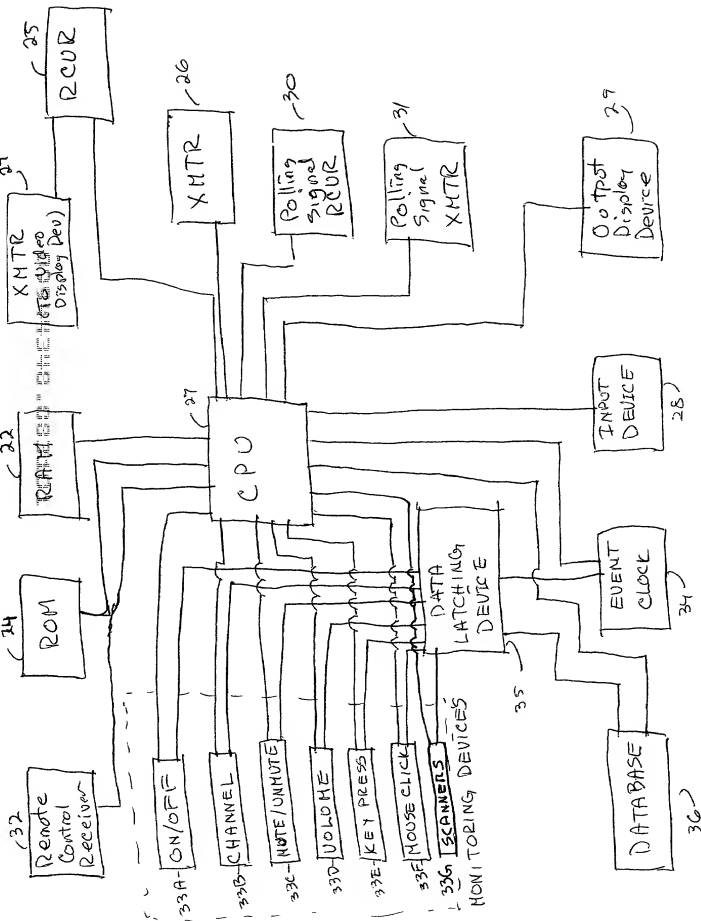 25
RCVR
26
XMTR
30
Polling
Signal
RCVR
31
Polling
Signal
XMTR
29
Output
Display
Device
XMTR
(to video
Display Dev)
22
RAM
24
ROM
32
Remote
Control
Receiver
27
CPU
INPUT
DEVICE
28
EVENT
CLOCK
34
DATA
LATCHING
DEVICE
35
DATABASE
36
33A- ON/OFF
33B- CHANNEL
33C- MUTE/UNMUTE
33D- VOLUME
33E- KEY PRESS
33F MOUSE CLICK
33G SCANNERS
MONITORING DEVICES